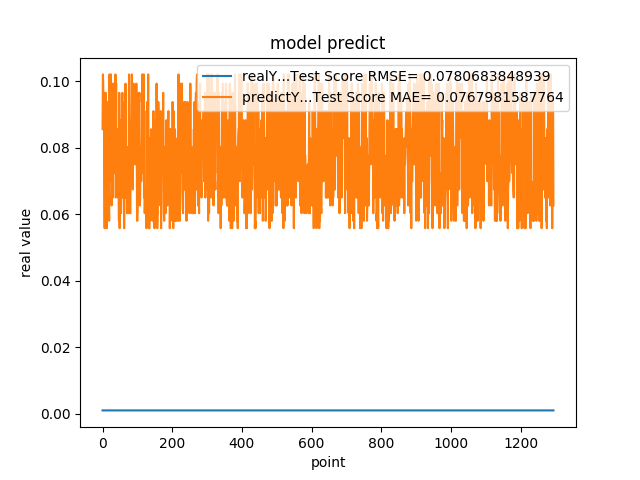 model predict
realY...Test Score RMSE= 0.0780683848939
predictY...Test Score MAE= 0.0767981587764
0.10
0.08
0.06
0.04
0.02
0.00
real value
0 200 400 600 800 1000 1200
point